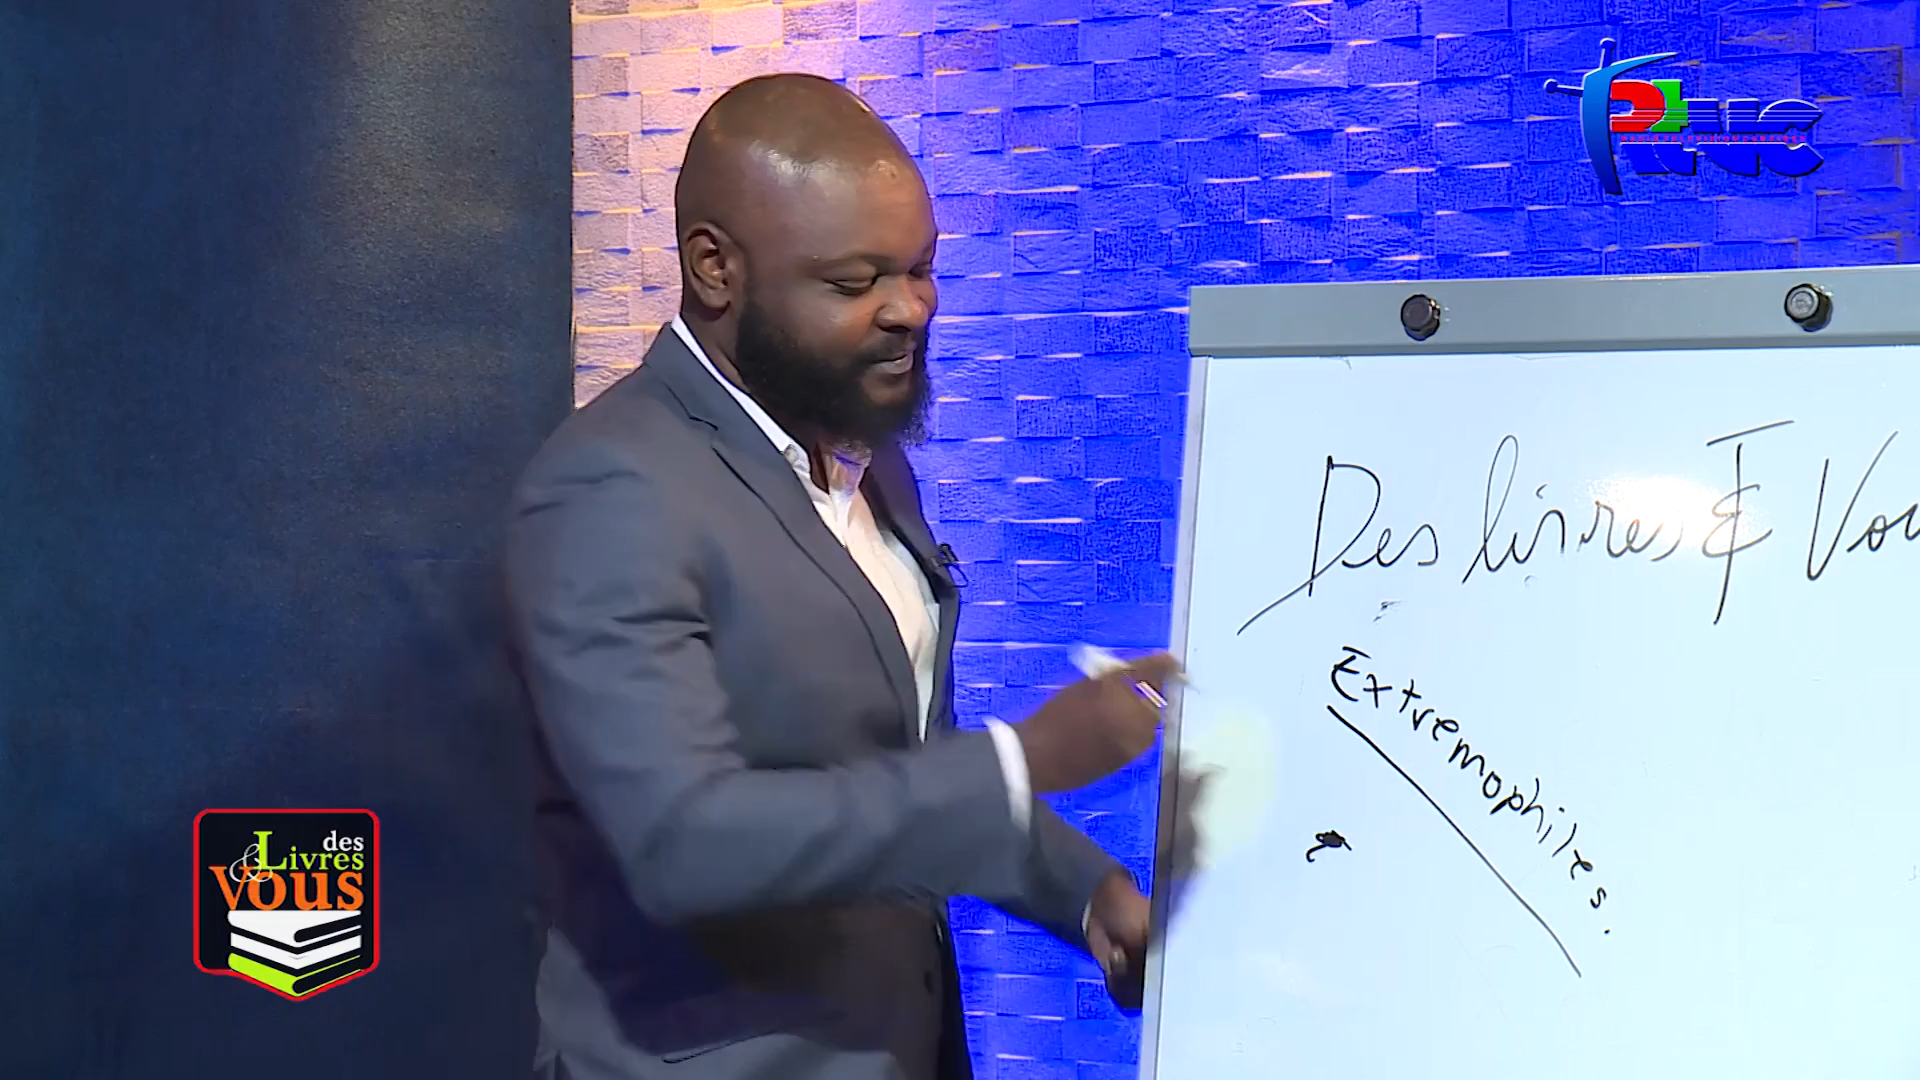 Des livres & Vou
Extremophiles.
des
Livres
& Vous